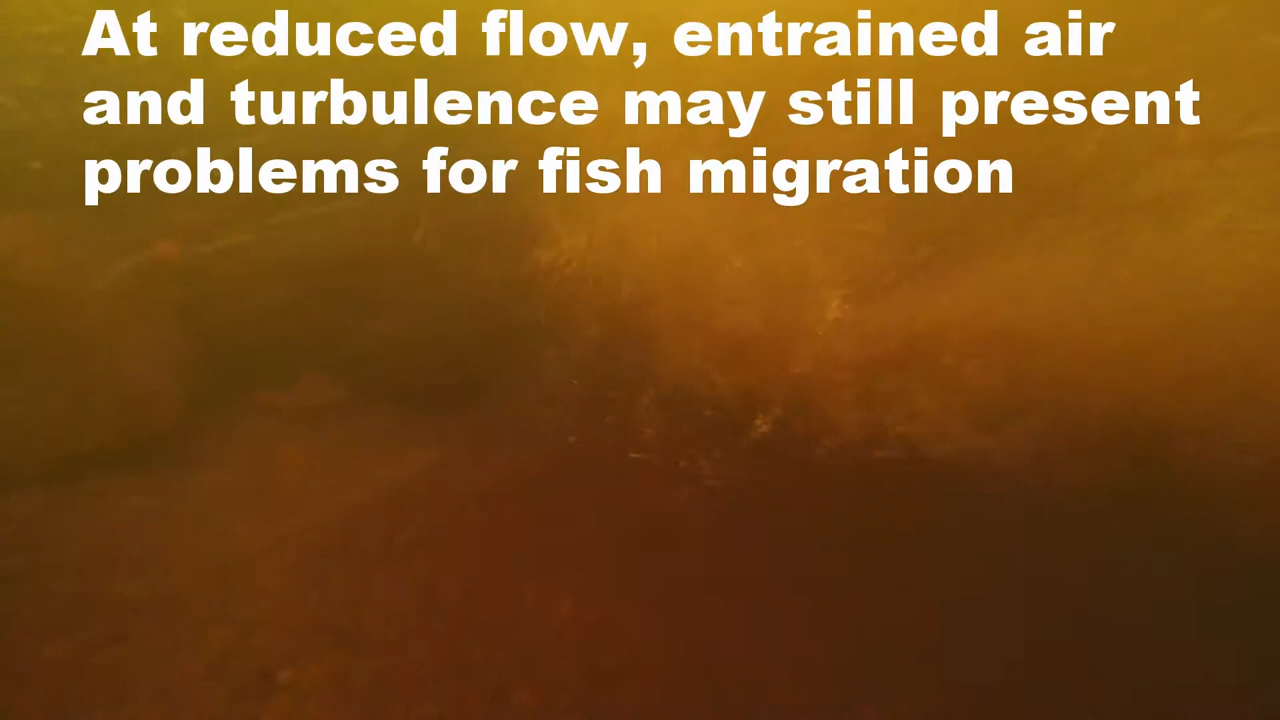 At reduced flow, entrained air
and turbulence may still present
problems for fish migration